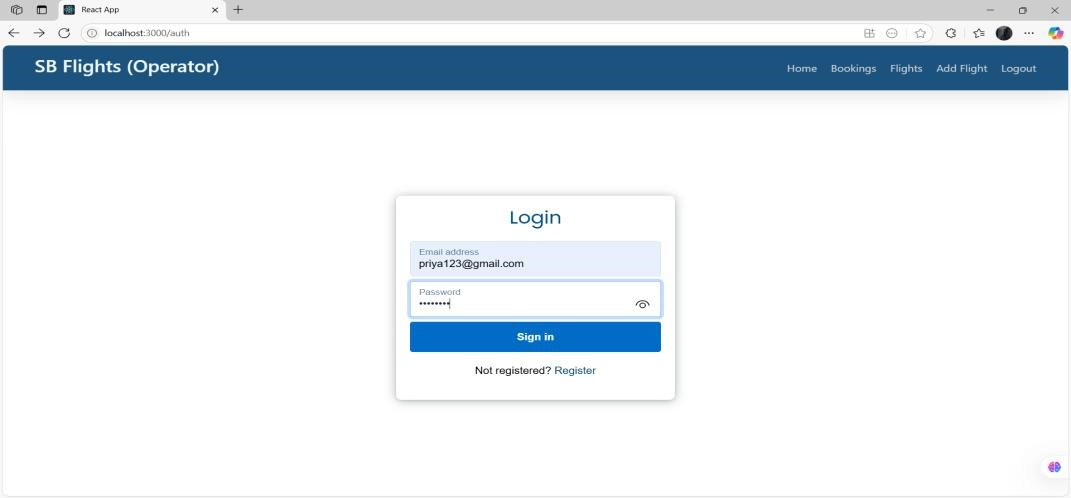 React App
localhost:3000/auth
SB Flights (Operator)
Home Bookings Flights Add Flight Logout
Login
Email address
priya123@gmail.com
Password
••••••••
Sign in
Not registered? Register